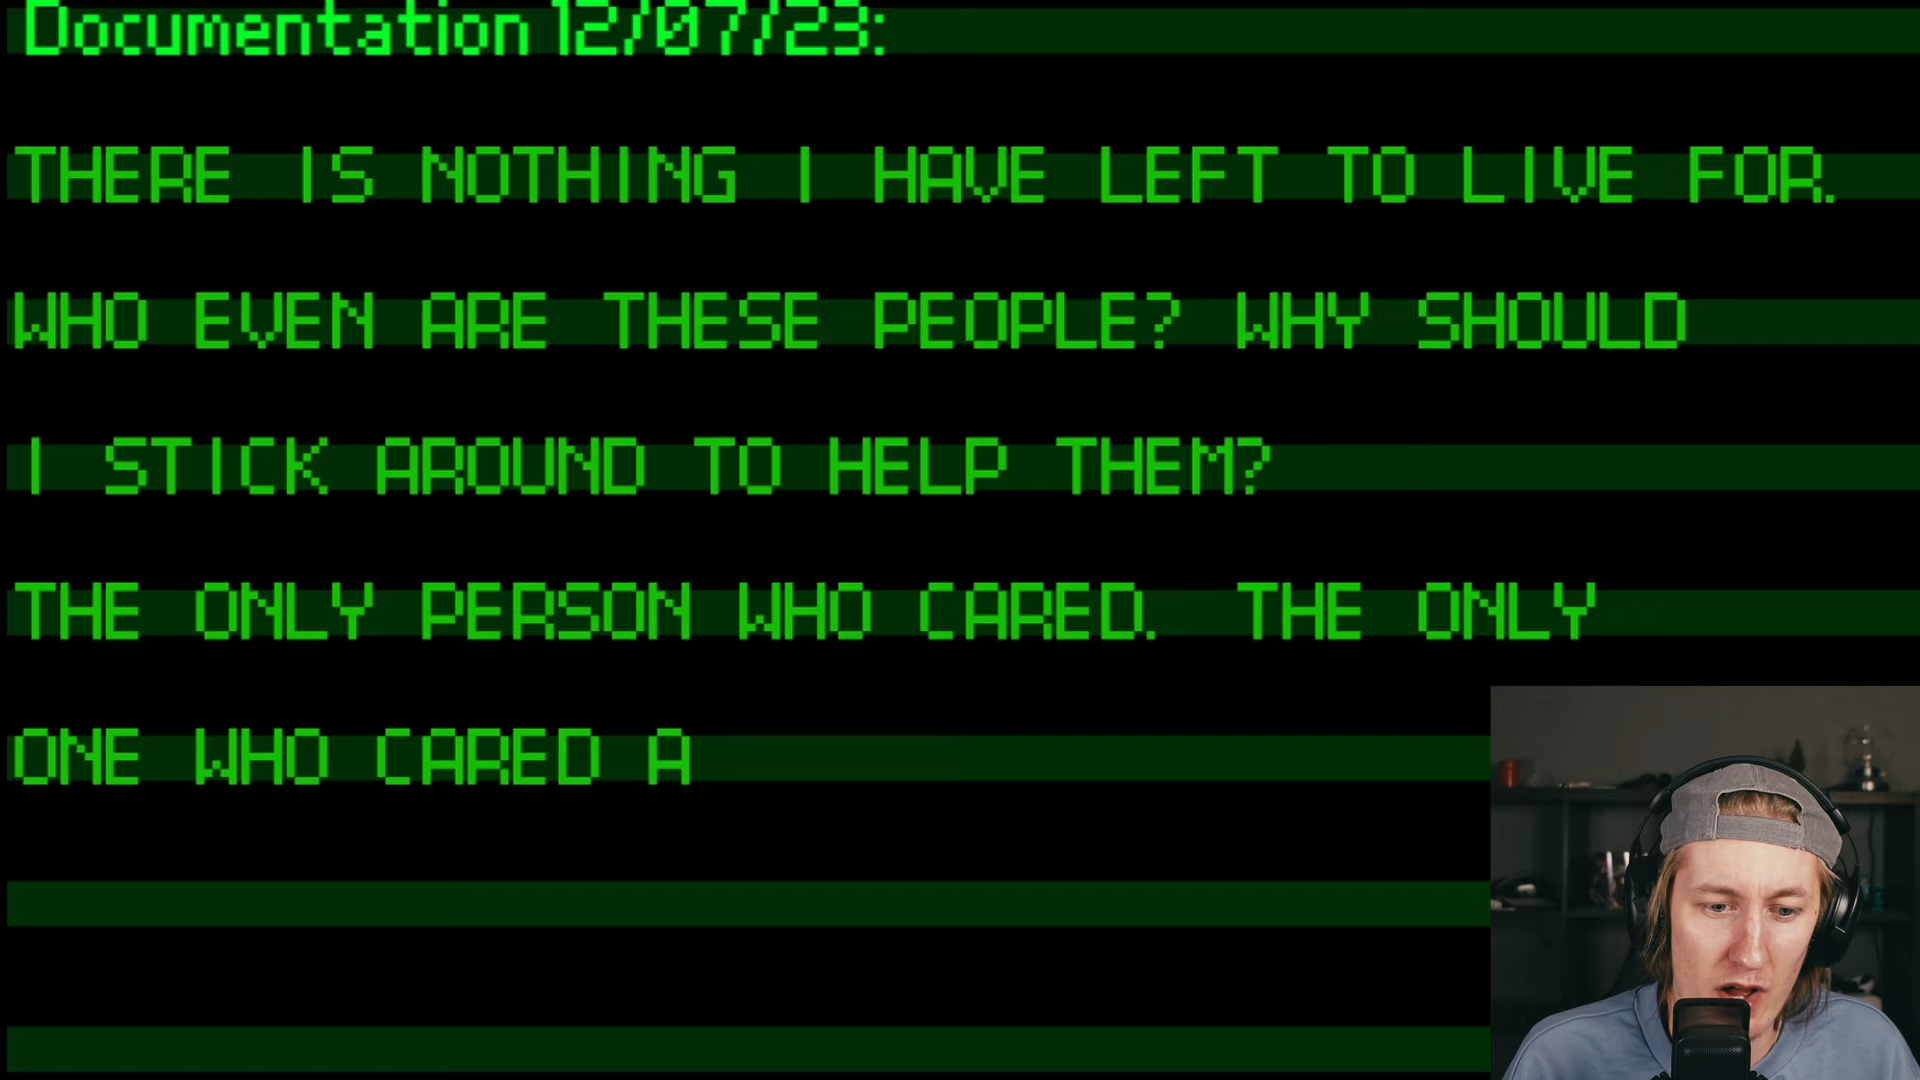 Documentation 12/07/23:
THERE IS NOTHING I HAVE LEFT TO LIVE FOR.
WHO EVEN ARE THESE PEOPLE? WHY SHOULD
I STICK AROUND TO HELP THEM?
THE ONLY PERSON WHO CARED. THE ONLY
ONE WHO CARED A